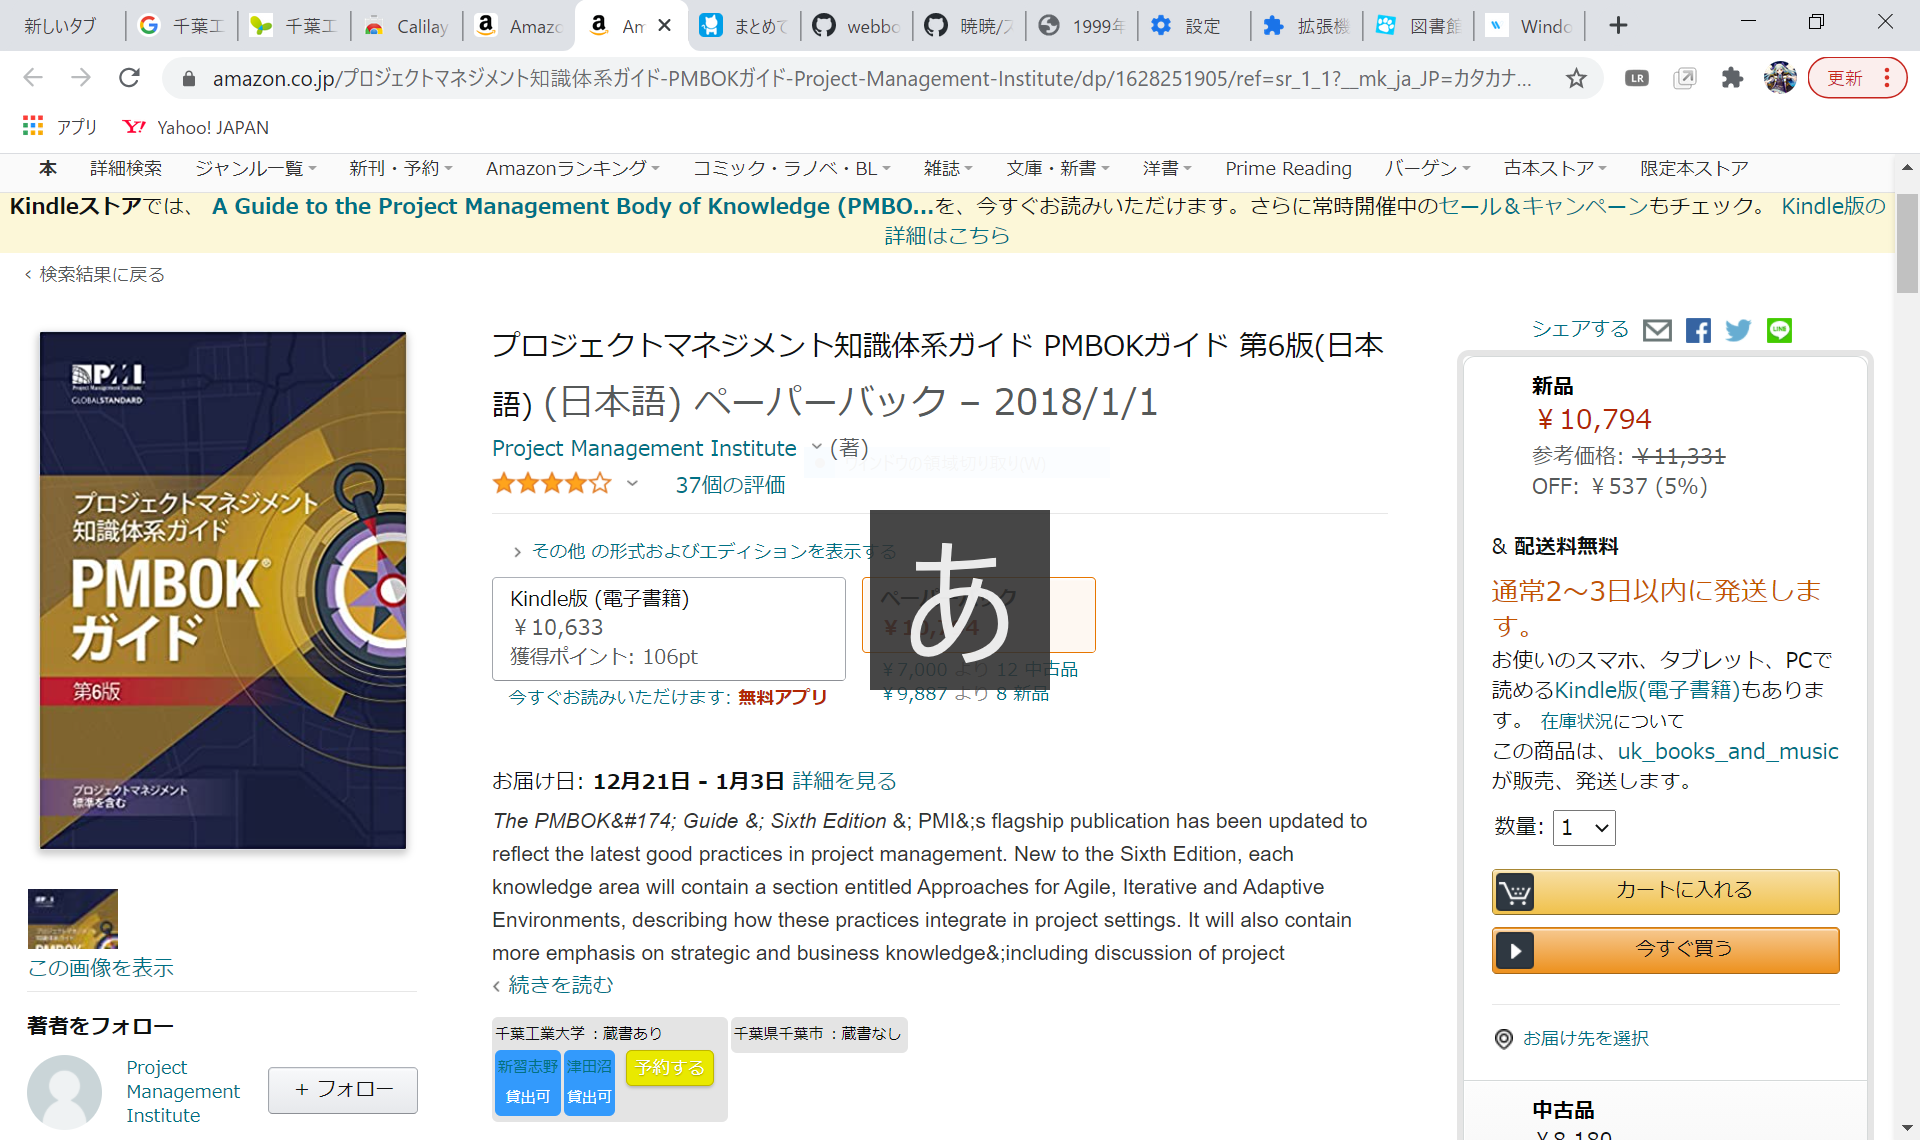 新しいタブ
千葉工
千葉工
Calilay
Amazo
Am
まとめて
webbo
暁暁/ス
1999年
設定
拡張機
図書館
Windo
amazon.co.jp/プロジェクトマネジメント知識体系ガイド-PMBOKガイド-Project-Management-Institute/dp/1628251905/ref=sr_1_1?__mk_ja_JP=カタカナ...
LR
更新
アプリ
Yahoo! JAPAN
本 詳細検索 ジャンル一覧 新刊・予約 Amazonランキング コミック・ラノベ・BL 雑誌 文庫・新書 洋書 Prime Reading バーゲン 古本ストア 限定本ストア
Kindleストアでは、 A Guide to the Project Management Body of Knowledge (PMBO...を、今すぐお読みいただけます。さらに常時開催中のセール＆キャンペーンもチェック。 Kindle版の
詳細はこちら
‹ 検索結果に戻る
PMI
Project Management Institute
GLOBALSTANDARD
プロジェクトマネジメント
知識体系ガイド
PMBOK®
ガイド
第6版
プロジェクトマネジメント
標準を含む
この画像を表示
著者をフォロー
Project
Management
Institute
+ フォロー
プロジェクトマネジメント知識体系ガイド PMBOKガイド 第6版(日本
語) (日本語) ペーパーバック – 2018/1/1
Project Management Institute (著)
ウィンドウの領域切り取り(W)
37個の評価
› その他 の形式およびエディションを表示する
Kindle版 (電子書籍)
￥10,633
獲得ポイント: 106pt
今すぐお読みいただけます: 無料アプリ
ペーパーバック
￥10,794
￥7,000 より 12 中古品
￥9,887 より 8 新品
あ
お届け日: 12月21日 - 1月3日 詳細を見る
The PMBOK&#174; Guide &; Sixth Edition &; PMI&;s flagship publication has been updated to
reflect the latest good practices in project management. New to the Sixth Edition, each
knowledge area will contain a section entitled Approaches for Agile, Iterative and Adaptive
Environments, describing how these practices integrate in project settings. It will also contain
more emphasis on strategic and business knowledge&;including discussion of project
‹ 続きを読む
千葉工業大学 ：蔵書あり
新習志野
貸出可
津田沼
貸出可
予約する
千葉県千葉市 ：蔵書なし
シェアする
LINE
新品
￥10,794
参考価格: ￥11,331
OFF: ￥537 (5%)
& 配送料無料
通常2～3日以内に発送しま
す。
お使いのスマホ、タブレット、PCで
読めるKindle版(電子書籍)もありま
す。 在庫状況について
この商品は、uk_books_and_music
が販売、発送します。
数量: 1
カートに入れる
今すぐ買う
お届け先を選択
中古品
￥8,180